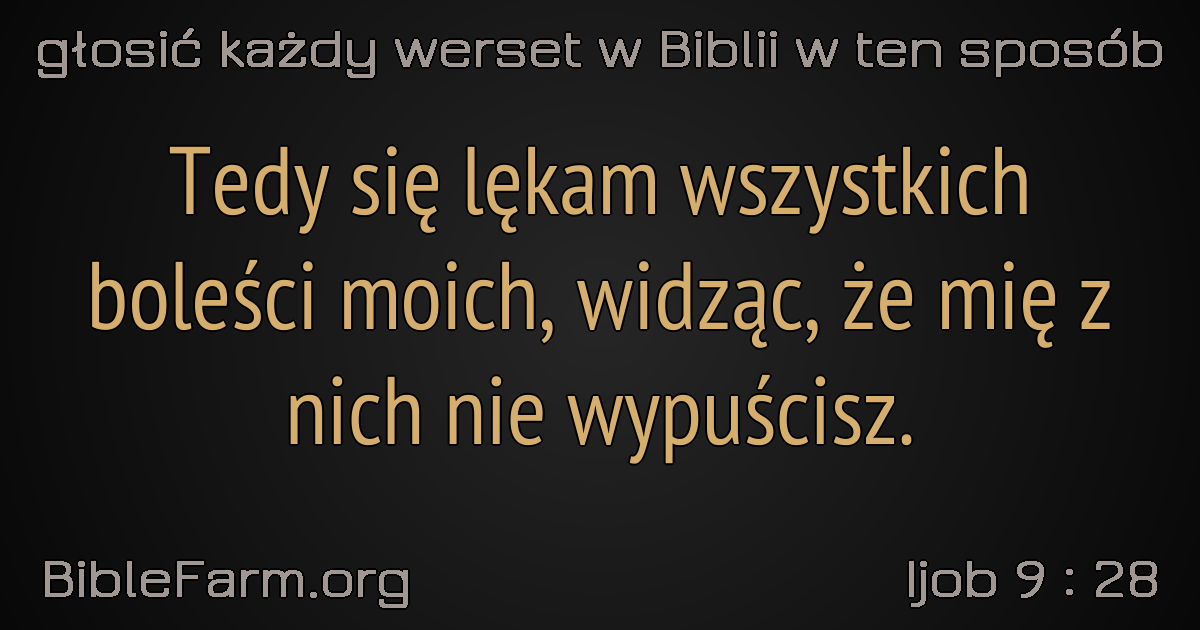 głosić każdy werset w Biblii w ten sposób
Tedy się lękam wszystkich
boleści moich, widząc, że mię z
nich nie wypuścisz.
BibleFarm.org
Ijob 9 : 28